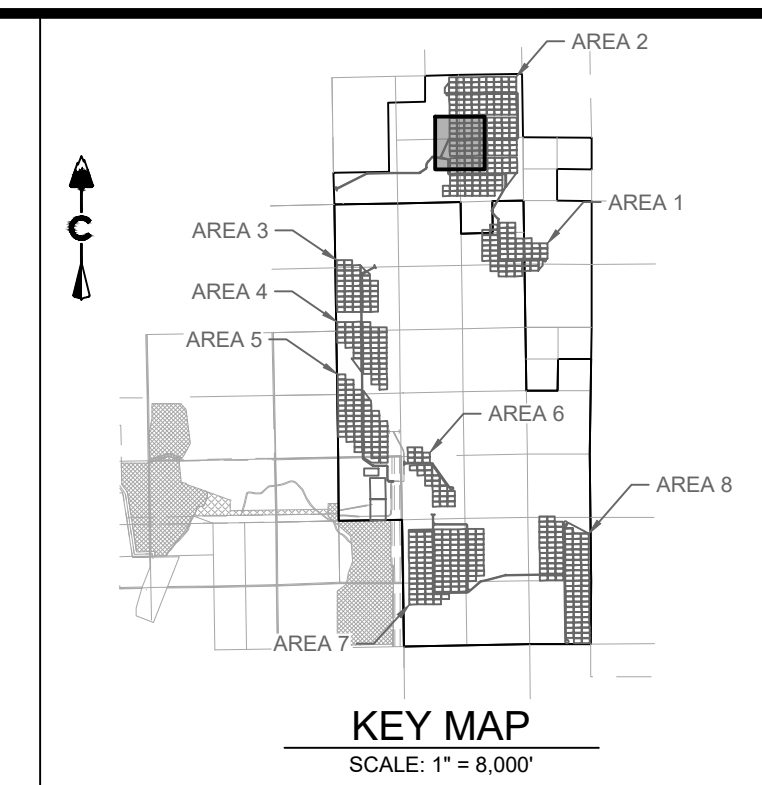 AREA 2
AREA 1
AREA 3
AREA 4
AREA 5
AREA 6
AREA 8
AREA 7
C
KEY MAP
SCALE: 1" = 8,000'